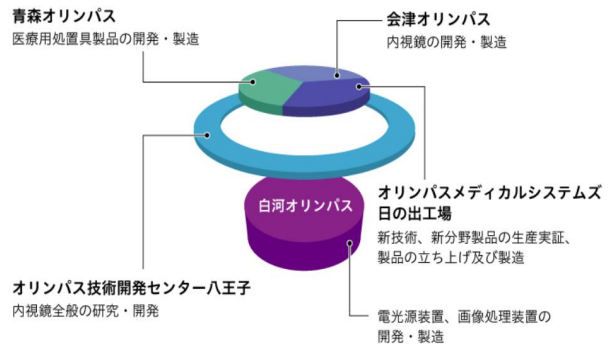 青森オリンパス
医療用処置具製品の開発・製造
会津オリンパス
内視鏡の開発・製造
白河オリンパス
オリンパスメディカルシステムズ
日の出工場
新技術、新分野製品の生産実証、
製品の立ち上げ及び製造
オリンパス技術開発センター八王子
内視鏡全般の研究・開発
電光源装置、画像処理装置の
開発・製造